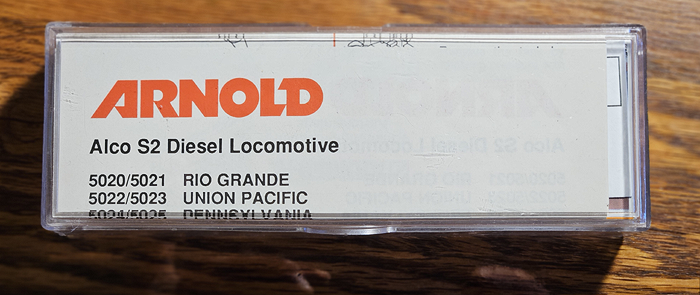 ARNOLD
Alco S2 Diesel Locomotive
5020/5021 RIO GRANDE
5022/5023 UNION PACIFIC
5024/5025 PENNSYLVANIA